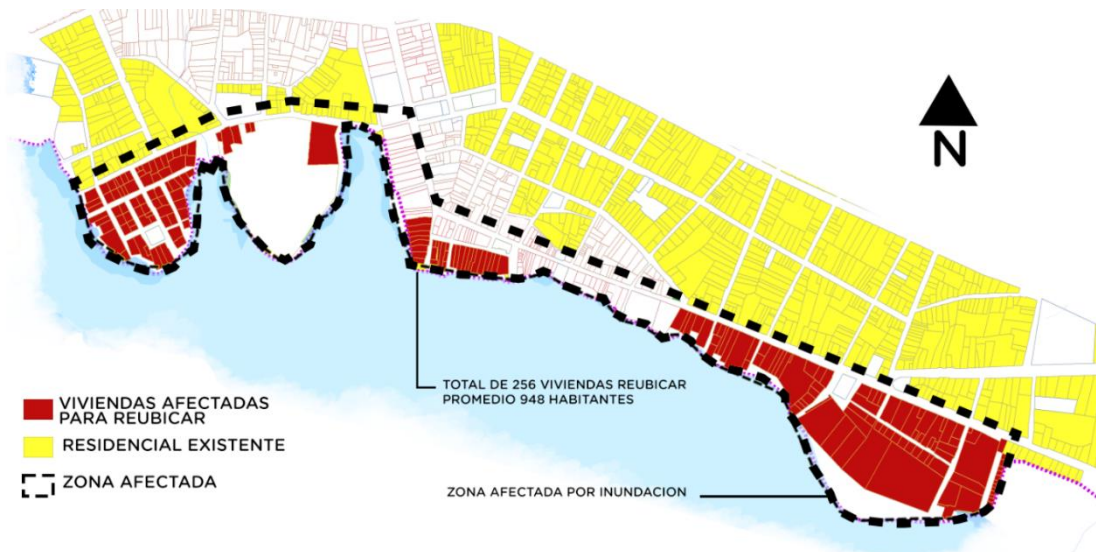 N
TOTAL DE 256 VIVIENDAS REUBICAR
PROMEDIO 948 HABITANTES
VIVIENDAS AFECTADAS
PARA REUBICAR
RESIDENCIAL EXISTENTE
ZONA AFECTADA
ZONA AFECTADA POR INUNDACION